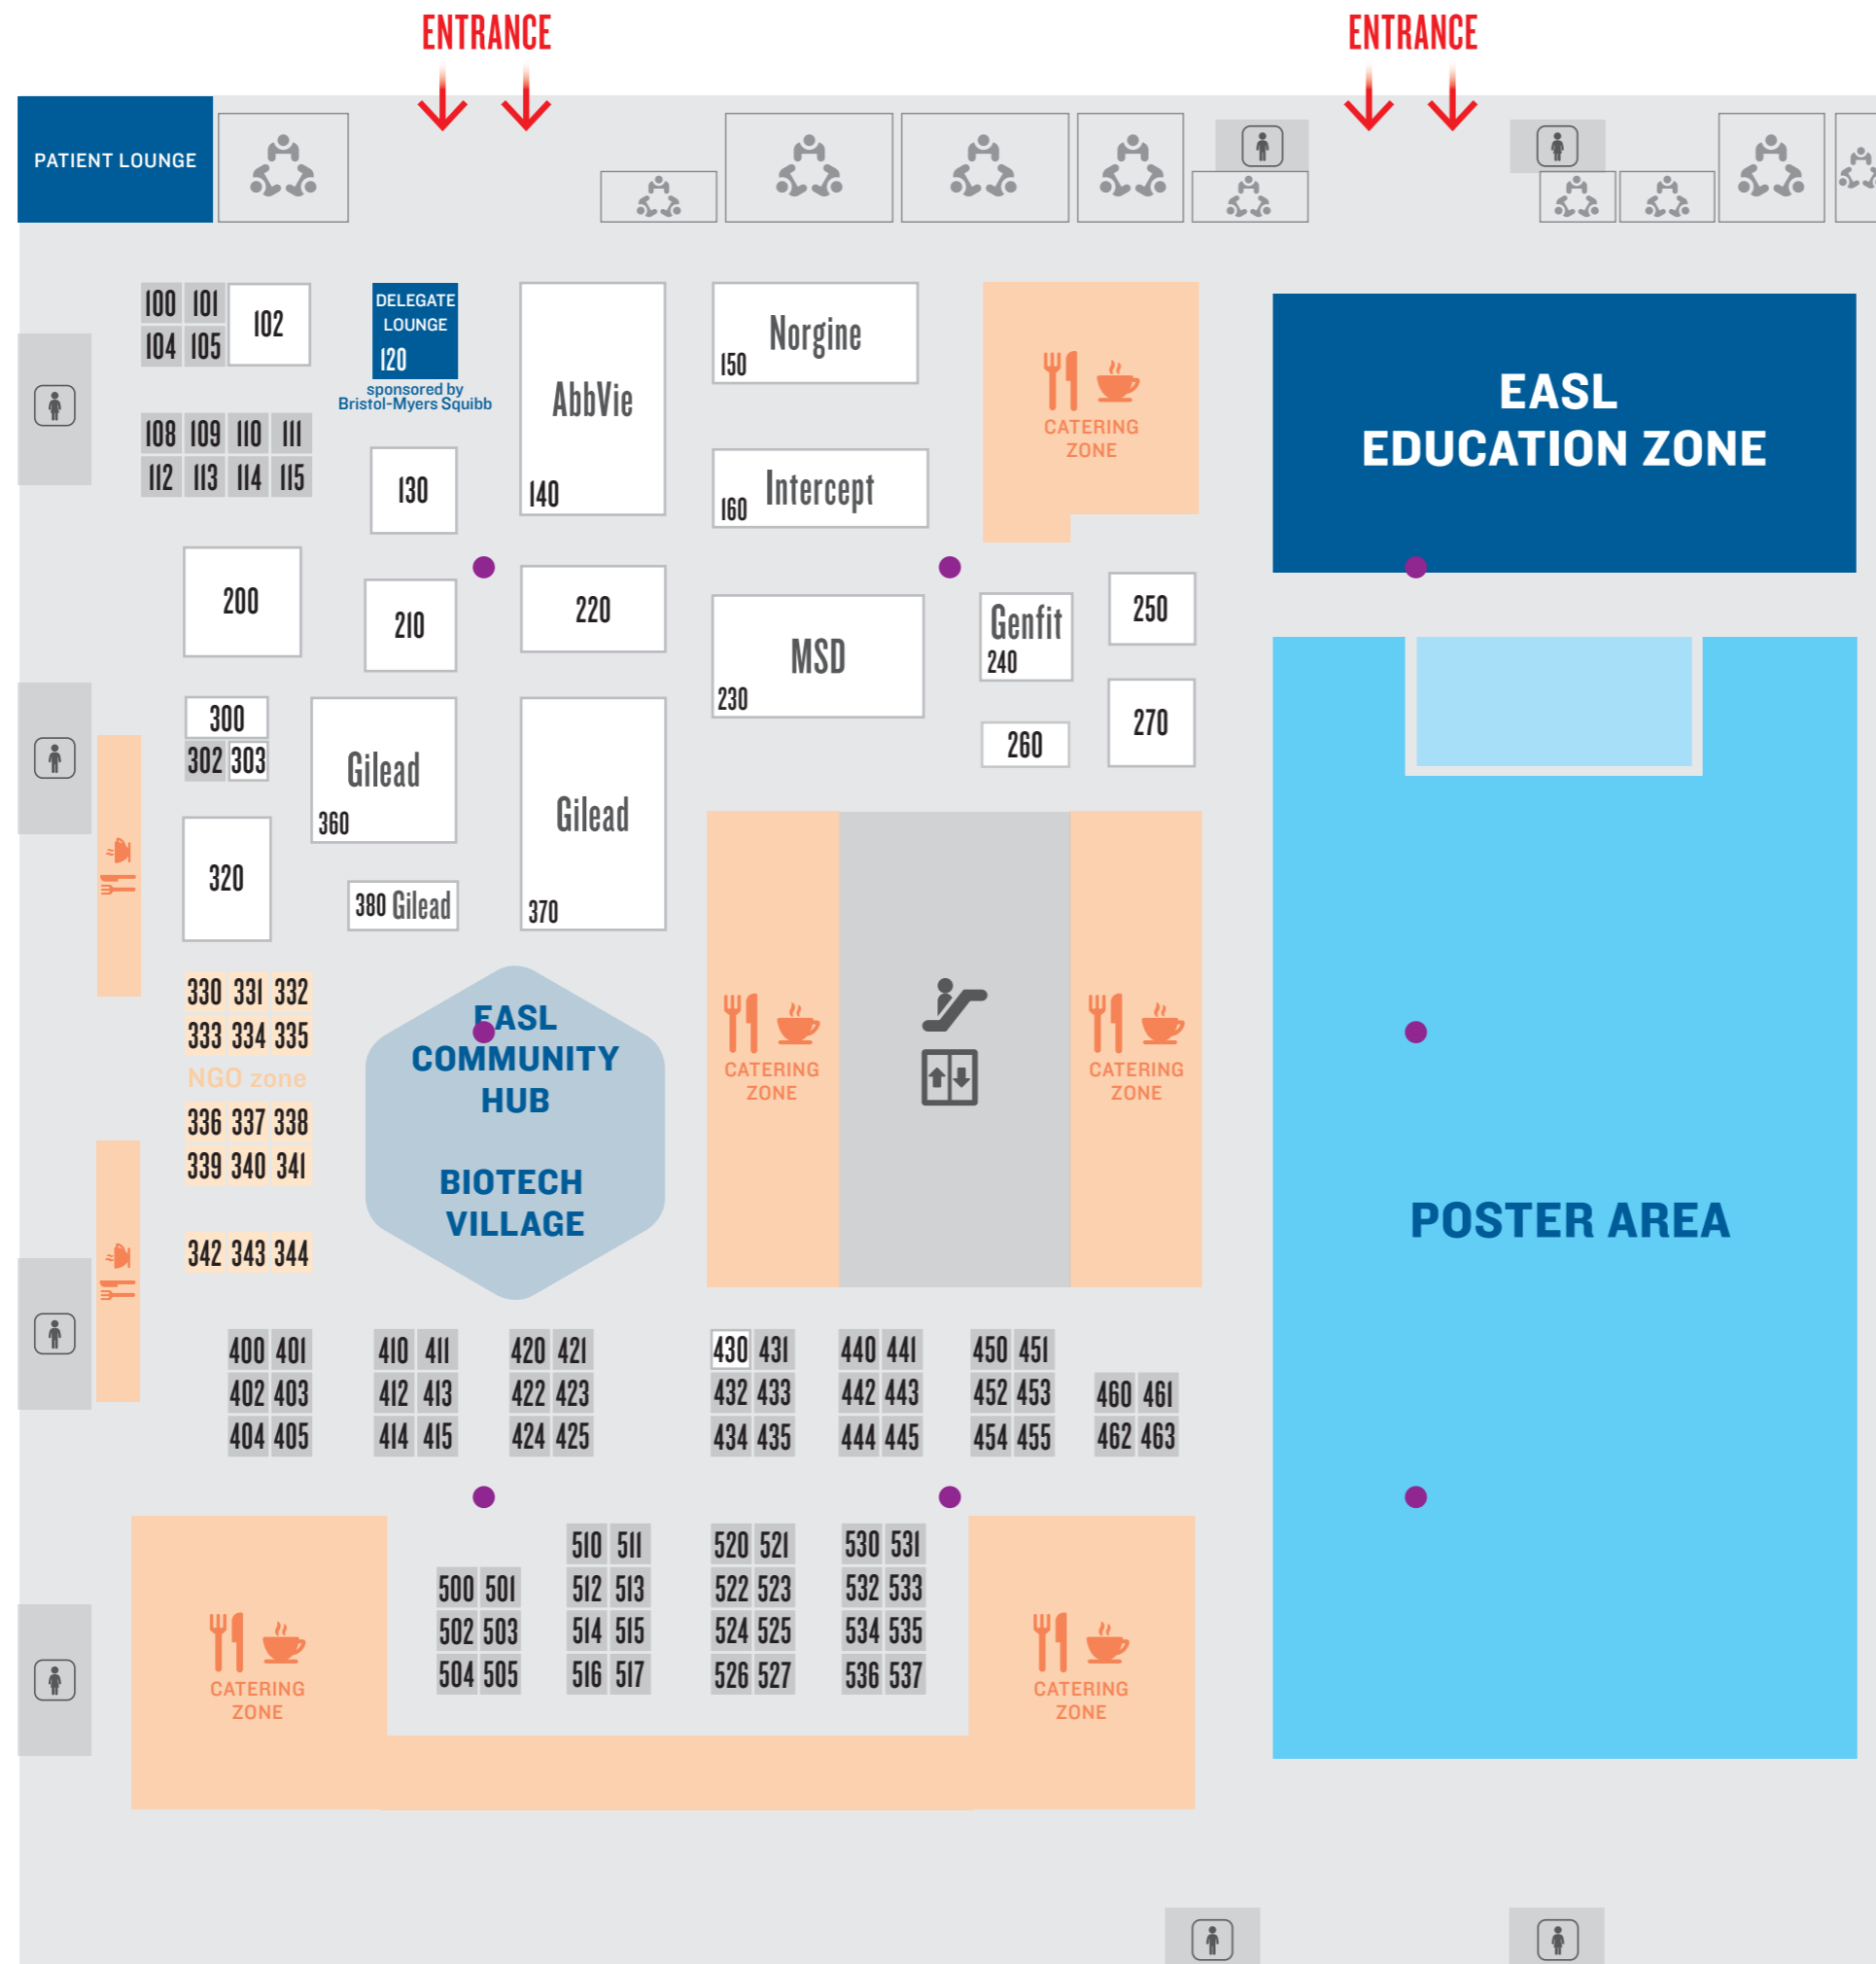 ENTRANCE
ENTRANCE
PATIENT LOUNGE
100 101
102
104 105
DELEGATE
LOUNGE
120
sponsored by
Bristol-Myers Squibb
AbbVie
140
Norgine
150
CATERING
ZONE
EASL
EDUCATION ZONE
108 109 110 111
112 113 114 115
130
Intercept
160
200
210
220
MSD
230
Genfit
240
250
260
270
300
302 303
Gilead
360
Gilead
370
320
380 Gilead
330 331 332
333 334 335
NGO zone
336 337 338
339 340 341
342 343 344
EASL
COMMUNITY
HUB
BIOTECH
VILLAGE
CATERING
ZONE
CATERING
ZONE
POSTER AREA
400 401
402 403
404 405
410 411
412 413
414 415
420 421
422 423
424 425
430 431
432 433
434 435
440 441
442 443
444 445
450 451
452 453
454 455
460 461
462 463
CATERING
ZONE
500 501
502 503
504 505
510 511
512 513
514 515
516 517
520 521
522 523
524 525
526 527
530 531
532 533
534 535
536 537
CATERING
ZONE